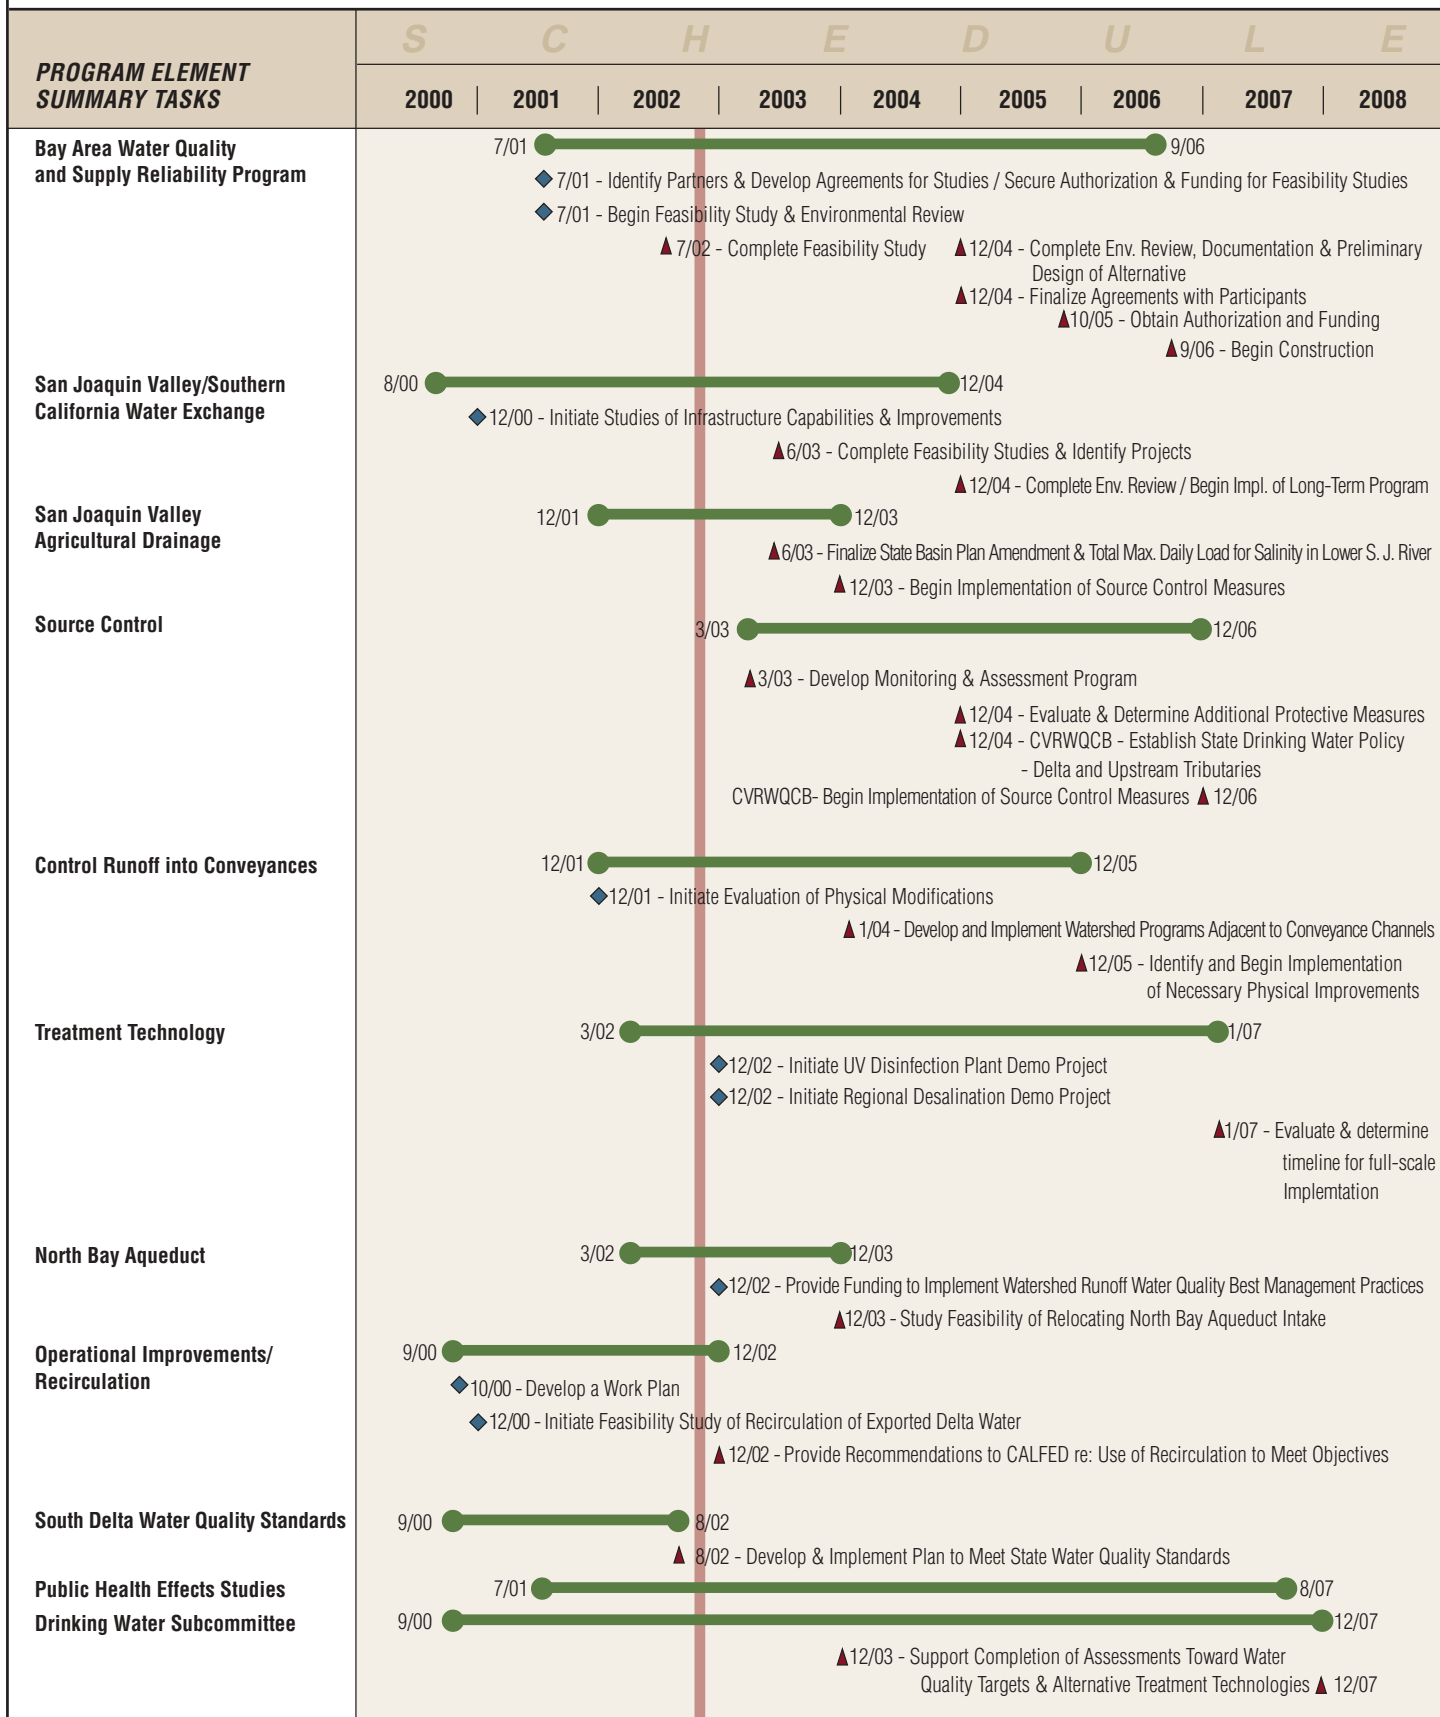 S C H E D U L E
PROGRAM ELEMENT
SUMMARY TASKS
2000 | 2001 | 2002 | 2003 | 2004 | 2005 | 2006 | 2007 | 2008
Bay Area Water Quality
and Supply Reliability Program
7/01 9/06
7/01 - Identify Partners & Develop Agreements for Studies / Secure Authorization & Funding for Feasibility Studies
7/01 - Begin Feasibility Study & Environmental Review
7/02 - Complete Feasibility Study
12/04 - Complete Env. Review, Documentation & Preliminary
Design of Alternative
12/04 - Finalize Agreements with Participants
10/05 - Obtain Authorization and Funding
9/06 - Begin Construction
San Joaquin Valley/Southern
California Water Exchange
8/00 12/04
12/00 - Initiate Studies of Infrastructure Capabilities & Improvements
6/03 - Complete Feasibility Studies & Identify Projects
12/04 - Complete Env. Review / Begin Impl. of Long-Term Program
San Joaquin Valley
Agricultural Drainage
12/01 12/03
6/03 - Finalize State Basin Plan Amendment & Total Max. Daily Load for Salinity in Lower S. J. River
12/03 - Begin Implementation of Source Control Measures
Source Control
3/03 12/06
3/03 - Develop Monitoring & Assessment Program
12/04 - Evaluate & Determine Additional Protective Measures
12/04 - CVRWQCB - Establish State Drinking Water Policy
- Delta and Upstream Tributaries
CVRWQCB- Begin Implementation of Source Control Measures 12/06
Control Runoff into Conveyances
12/01 12/05
12/01 - Initiate Evaluation of Physical Modifications
1/04 - Develop and Implement Watershed Programs Adjacent to Conveyance Channels
12/05 - Identify and Begin Implementation
of Necessary Physical Improvements
Treatment Technology
3/02 1/07
12/02 - Initiate UV Disinfection Plant Demo Project
12/02 - Initiate Regional Desalination Demo Project
1/07 - Evaluate & determine
timeline for full-scale
Implemtation
North Bay Aqueduct
3/02 12/03
12/02 - Provide Funding to Implement Watershed Runoff Water Quality Best Management Practices
12/03 - Study Feasibility of Relocating North Bay Aqueduct Intake
Operational Improvements/
Recirculation
9/00 12/02
10/00 - Develop a Work Plan
12/00 - Initiate Feasibility Study of Recirculation of Exported Delta Water
12/02 - Provide Recommendations to CALFED re: Use of Recirculation to Meet Objectives
South Delta Water Quality Standards
9/00 8/02
8/02 - Develop & Implement Plan to Meet State Water Quality Standards
Public Health Effects Studies
7/01 8/07
Drinking Water Subcommittee
9/00 12/07
12/03 - Support Completion of Assessments Toward Water
Quality Targets & Alternative Treatment Technologies 12/07